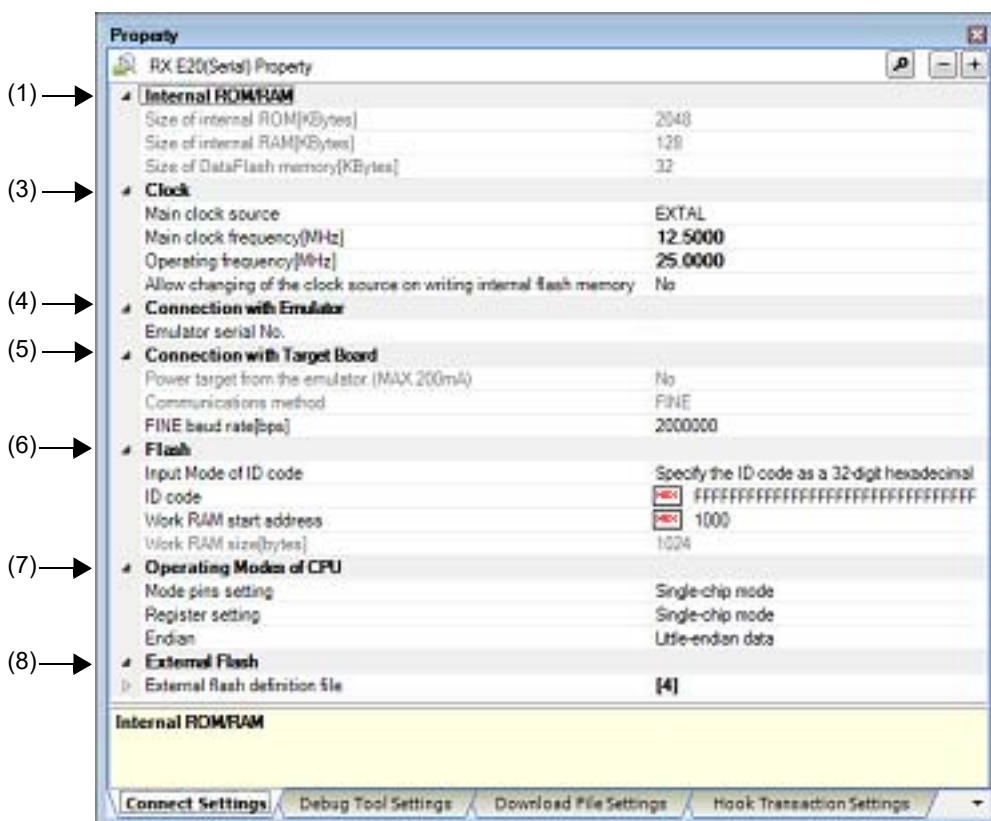 Property
RX E20(Serial) Property
(1) Internal ROM/RAM
Size of internal ROM[KBytes] 2048
Size of internal RAM[KBytes] 128
Size of DataFlash memory[KBytes] 32
(3) Clock
Main clock source EXTAL
Main clock frequency[MHz] 12.5000
Operating frequency[MHz] 25.0000
Allow changing of the clock source on writing internal flash memory No
(4) Connection with Emulator
Emulator serial No.
(5) Connection with Target Board
Power target from the emulator.(MAX 200mA) No
Communications method FINE
FINE baud rate[bps] 2000000
(6) Flash
Input Mode of ID code Specify the ID code as a 32-digit hexadecimal
ID code HEX FFFFFFFFFFFFFFFFFFFFFFFFFFFFFFFF
Work RAM start address HEX 1000
Work RAM size[bytes] 1024
(7) Operating Modes of CPU
Mode pins setting Single-chip mode
Register setting Single-chip mode
Endian Little-endian data
(8) External Flash
External flash definition file [4]
Internal ROM/RAM
Connect Settings Debug Tool Settings Download File Settings Hook Transaction Settings